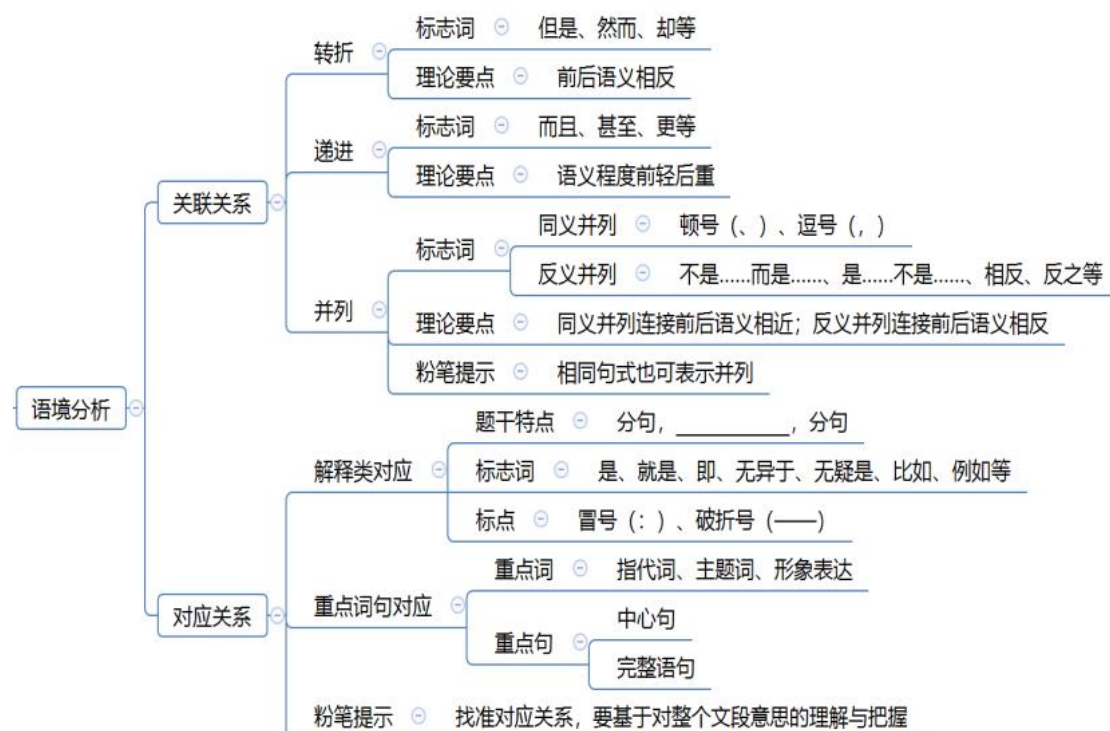 语境分析
关联关系
转折
标志词 但是、然而、却等
理论要点 前后语义相反
递进
标志词 而且、甚至、更等
理论要点 语义程度前轻后重
并列
标志词
同义并列 顿号（、）、逗号（，）
反义并列 不是......而是......、是......不是......、相反、反之等
理论要点 同义并列连接前后语义相近；反义并列连接前后语义相反
粉笔提示 相同句式也可表示并列
对应关系
解释类对应
题干特点 分句，__________，分句
标志词 是、就是、即、无异于、无疑是、比如、例如等
标点 冒号（：）、破折号（——）
重点词句对应
重点词 指代词、主题词、形象表达
重点句
中心句
完整语句
粉笔提示 找准对应关系，要基于对整个文段意思的理解与把握